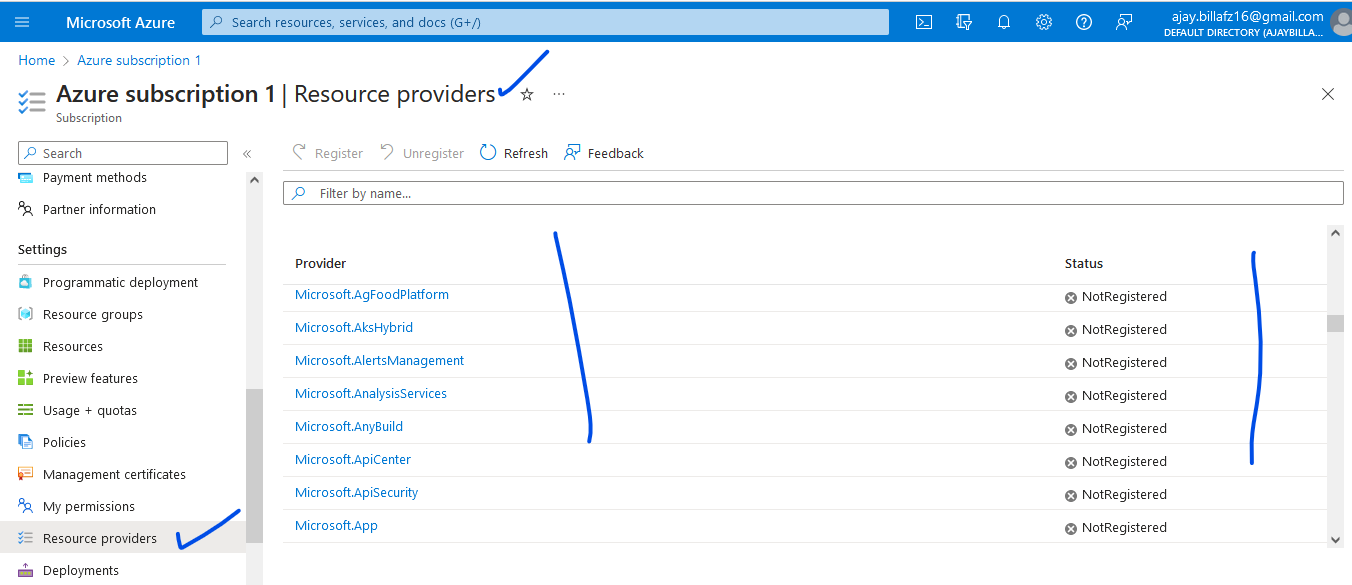 Microsoft Azure
Search resources, services, and docs (G+/)
ajay.billafz16@gmail.com
DEFAULT DIRECTORY (AJAYBILLA...
Home > Azure subscription 1
Azure subscription 1 | Resource providers ...
Subscription
Search
«
Payment methods
Partner information
Settings
Programmatic deployment
Resource groups
Resources
Preview features
Usage + quotas
Policies
Management certificates
My permissions
Resource providers
Deployments
Register Unregister Refresh Feedback
Filter by name...
Provider Status
Microsoft.AgFoodPlatform NotRegistered
Microsoft.AksHybrid NotRegistered
Microsoft.AlertsManagement NotRegistered
Microsoft.AnalysisServices NotRegistered
Microsoft.AnyBuild NotRegistered
Microsoft.ApiCenter NotRegistered
Microsoft.ApiSecurity NotRegistered
Microsoft.App NotRegistered